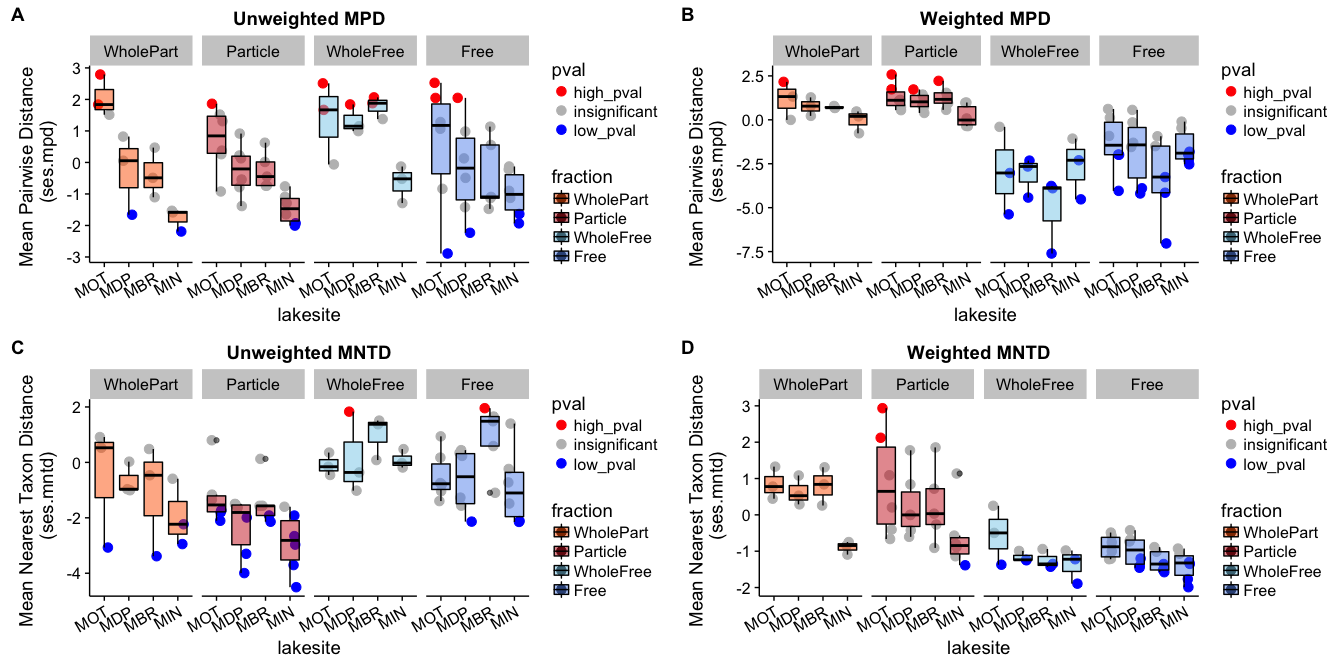 A
Unweighted MPD
WholePart
Particle
WholeFree
Free
Mean Pairwise Distance
(ses.mpd)
3
2
1
0
-1
-2
-3
MOT
MDP
MBR
MIN
MOT
MDP
MBR
MIN
MOT
MDP
MBR
MIN
MOT
MDP
MBR
MIN
lakesite
pval
high_pval
insignificant
low_pval
fraction
WholePart
Particle
WholeFree
Free
B
Weighted MPD
WholePart
Particle
WholeFree
Free
Mean Pairwise Distance
(ses.mpd)
2.5
0.0
-2.5
-5.0
-7.5
MOT
MDP
MBR
MIN
MOT
MDP
MBR
MIN
MOT
MDP
MBR
MIN
MOT
MDP
MBR
MIN
lakesite
pval
high_pval
insignificant
low_pval
fraction
WholePart
Particle
WholeFree
Free
C
Unweighted MNTD
WholePart
Particle
WholeFree
Free
Mean Nearest Taxon Distance
(ses.mntd)
2
0
-2
-4
MOT
MDP
MBR
MIN
MOT
MDP
MBR
MIN
MOT
MDP
MBR
MIN
MOT
MDP
MBR
MIN
lakesite
pval
high_pval
insignificant
low_pval
fraction
WholePart
Particle
WholeFree
Free
D
Weighted MNTD
WholePart
Particle
WholeFree
Free
Mean Nearest Taxon Distance
(ses.mntd)
3
2
1
0
-1
-2
MOT
MDP
MBR
MIN
MOT
MDP
MBR
MIN
MOT
MDP
MBR
MIN
MOT
MDP
MBR
MIN
lakesite
pval
high_pval
insignificant
low_pval
fraction
WholePart
Particle
WholeFree
Free